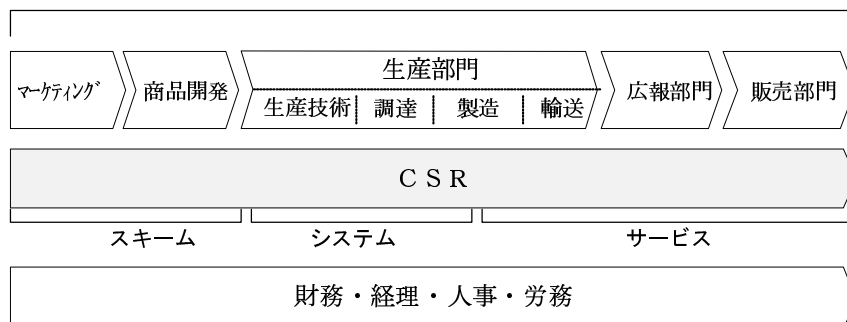 生産部門
マーケティング 商品開発 生産技術 調達 製造 輸送 広報部門 販売部門
CSR
スキーム システム サービス
財務・経理・人事・労務